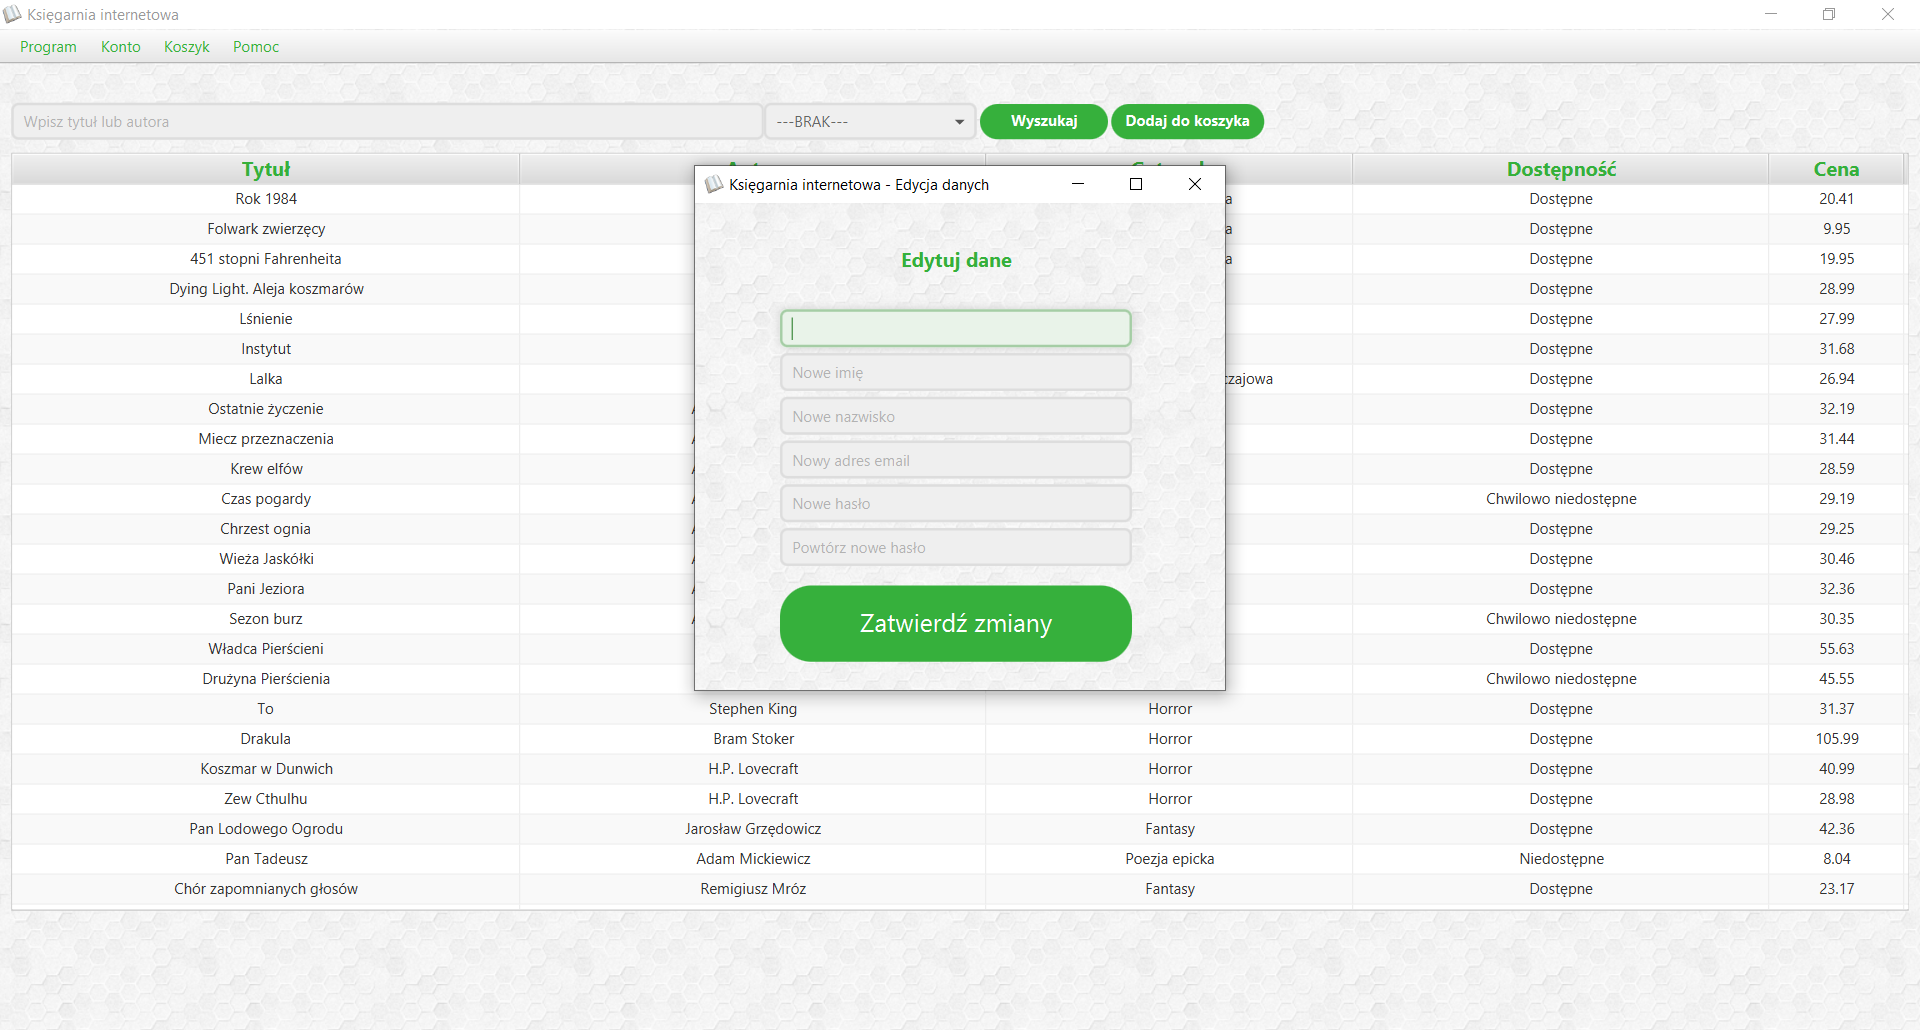 Księgarnia internetowa
Program Konto Koszyk Pomoc
Wpisz tytuł lub autora ---BRAK--- Wyszukaj Dodaj do koszyka
Tytuł Dostępność Cena
Rok 1984 Dostępne 20.41
Folwark zwierzęcy Dostępne 9.95
451 stopni Fahrenheita Dostępne 19.95
Dying Light. Aleja koszmarów Dostępne 28.99
Lśnienie Dostępne 27.99
Instytut Dostępne 31.68
Lalka Dostępne 26.94
Ostatnie życzenie Dostępne 32.19
Miecz przeznaczenia Dostępne 31.44
Krew elfów Dostępne 28.59
Czas pogardy Chwilowo niedostępne 29.19
Chrzest ognia Dostępne 29.25
Wieża Jaskółki Dostępne 30.46
Pani Jeziora Dostępne 32.36
Sezon burz Chwilowo niedostępne 30.35
Władca Pierścieni Dostępne 55.63
Drużyna Pierścienia Chwilowo niedostępne 45.55
To Stephen King Horror Dostępne 31.37
Drakula Bram Stoker Horror Dostępne 105.99
Koszmar w Dunwich H.P. Lovecraft Horror Dostępne 40.99
Zew Cthulhu H.P. Lovecraft Horror Dostępne 28.98
Pan Lodowego Ogrodu Jarosław Grzędowicz Fantasy Dostępne 42.36
Pan Tadeusz Adam Mickiewicz Poezja epicka Niedostępne 8.04
Chór zapomnianych głosów Remigiusz Mróz Fantasy Dostępne 23.17
Księgarnia internetowa - Edycja danych
Edytuj dane
Nowe imię
Nowe nazwisko
Nowy adres email
Nowe hasło
Powtórz nowe hasło
Zatwierdź zmiany